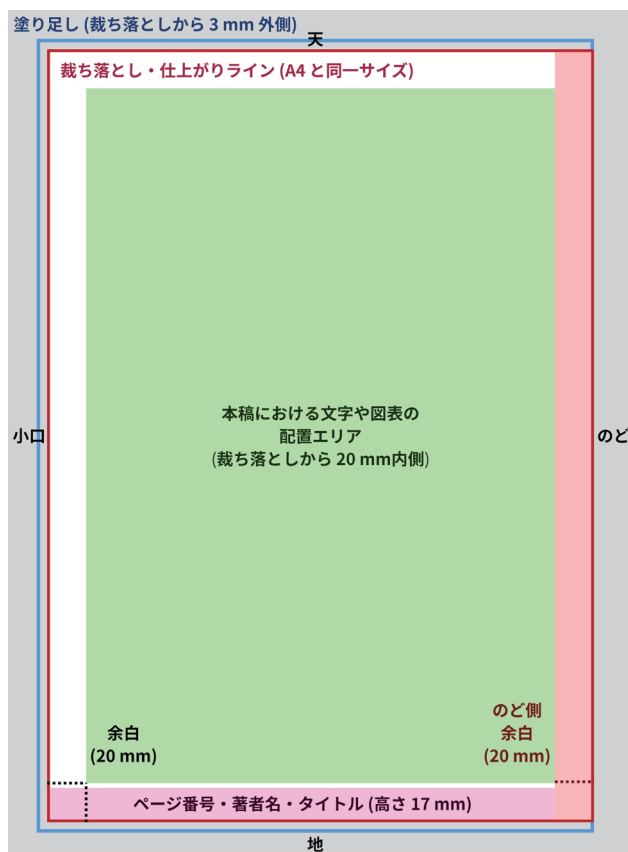 塗り足し (裁ち落としから 3 mm 外側)
天
裁ち落とし・仕上がりライン (A4 と同一サイズ)
本稿における文字や図表の
配置エリア
(裁ち落としから 20 mm内側)
小口
のど
のど側
余白
(20 mm)
余白
(20 mm)
ページ番号・著者名・タイトル (高さ 17 mm)
地